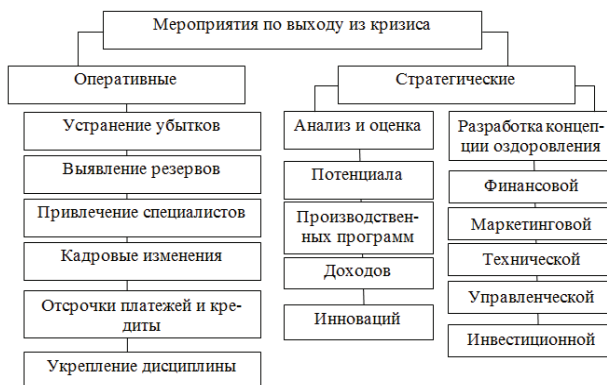 Мероприятия по выходу из кризиса
Оперативные
Стратегические
Устранение убытков
Выявление резервов
Привлечение специалистов
Кадровые изменения
Отсрочки платежей и кре-
диты
Укрепление дисциплины
Анализ и оценка
Потенциала
Производствен-
ных программ
Доходов
Инноваций
Разработка концеп-
ции оздоровления
Финансовой
Маркетинговой
Технической
Управленческой
Инвестиционной